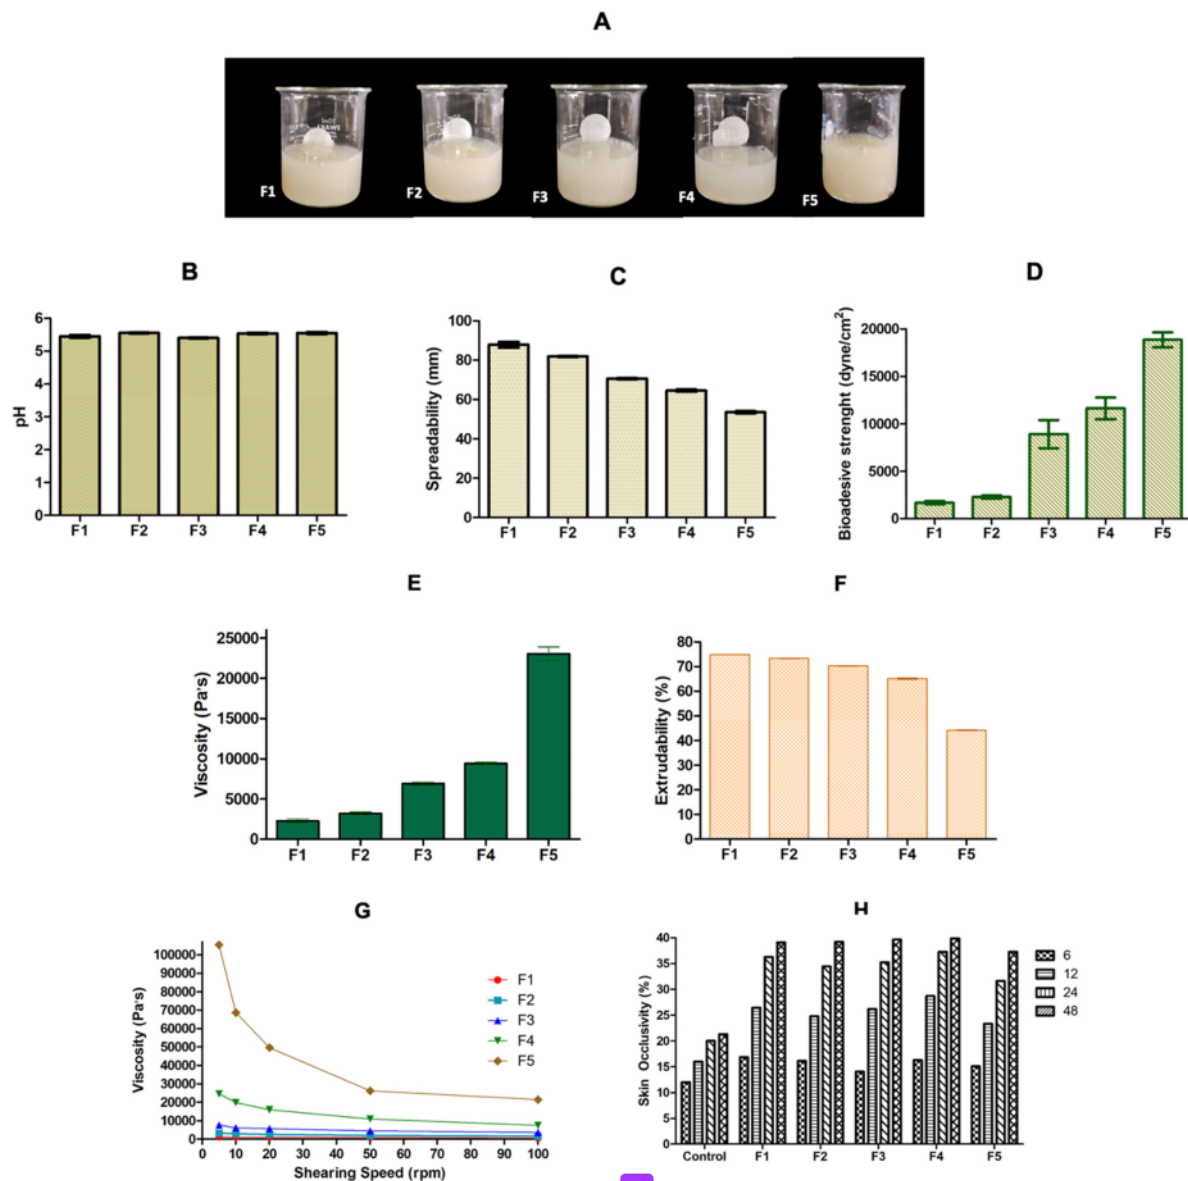 A
F1
F2
F3
F4
F5
B
pH
6
5
4
3
2
1
0
F1 F2 F3 F4 F5
C
Spreadability (mm)
100
80
60
40
20
0
F1 F2 F3 F4 F5
D
Bioadesive strenght (dyne/cm²)
20000
15000
10000
5000
0
F1 F2 F3 F4 F5
E
Viscosity (Pa·s)
25000
20000
15000
10000
5000
0
F1 F2 F3 F4 F5
F
Extrudability (%)
80
70
60
50
40
30
20
10
0
F1 F2 F3 F4 F5
G
Viscosity (Pa·s)
100000
90000
80000
70000
60000
50000
40000
30000
20000
10000
0
0 10 20 30 40 50 60 70 80 90 100
Shearing Speed (rpm)
F1
F2
F3
F4
F5
H
Skin Occlusivity (%)
40
35
30
25
20
15
10
5
0
Control F1 F2 F3 F4 F5
6
12
24
48